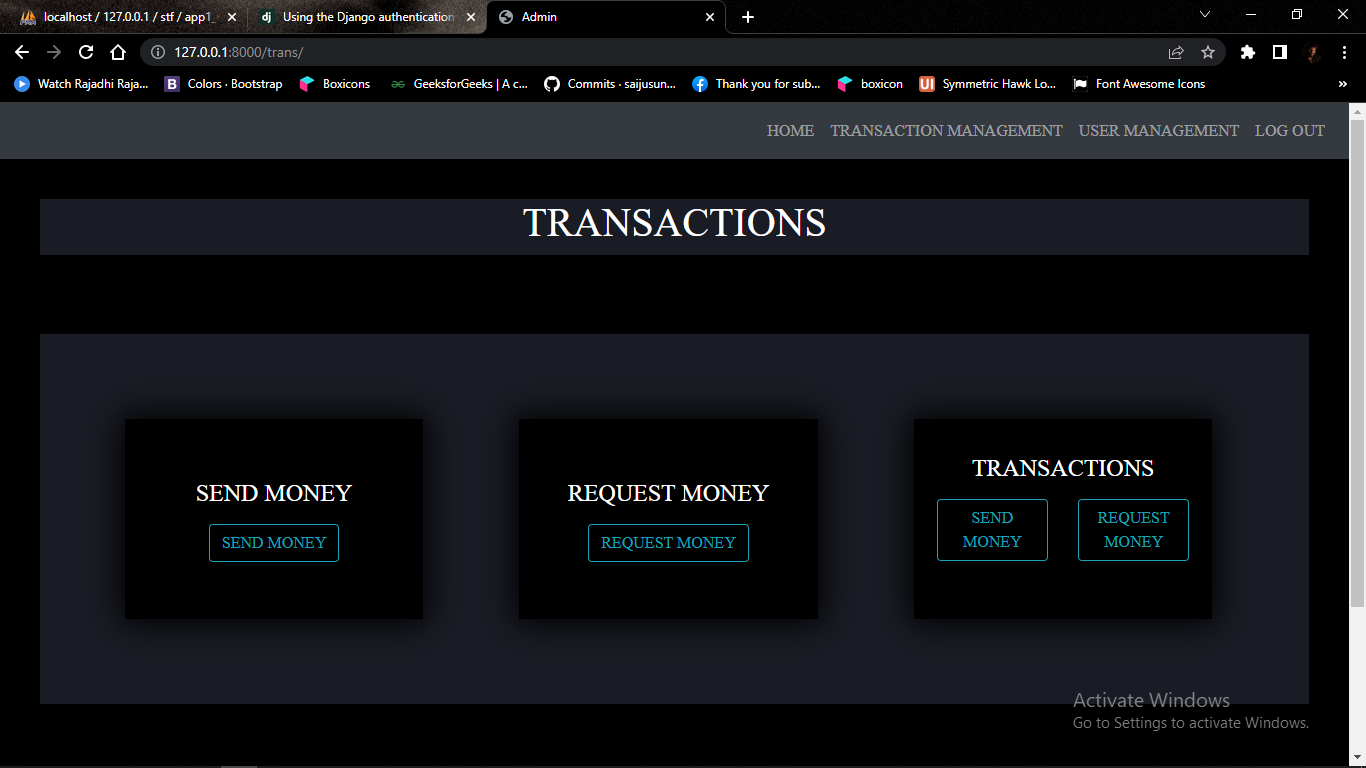 localhost / 127.0.0.1 / stf / app1_
Using the Django authentication
Admin
127.0.0.1:8000/trans/
Watch Rajadhi Raja...
Colors · Bootstrap
Boxicons
GeeksforGeeks | A c...
Commits · saijusun...
Thank you for sub...
boxicon
Symmetric Hawk Lo...
Font Awesome Icons
»
HOME
TRANSACTION MANAGEMENT
USER MANAGEMENT
LOG OUT
TRANSACTIONS
SEND MONEY
SEND MONEY
REQUEST MONEY
REQUEST MONEY
TRANSACTIONS
SEND
MONEY
REQUEST
MONEY
Activate Windows
Go to Settings to activate Windows.